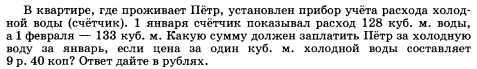 В квартире, где проживает Пётр, установлен прибор учёта расхода холод-
ной воды (счётчик). 1 января счётчик показывал расход 128 куб. м. воды,
а 1 февраля — 133 куб. м. Какую сумму должен заплатить Пётр за холодную
воду за январь, если цена за один куб. м. холодной воды составляет
9 р. 40 коп? Ответ дайте в рублях.